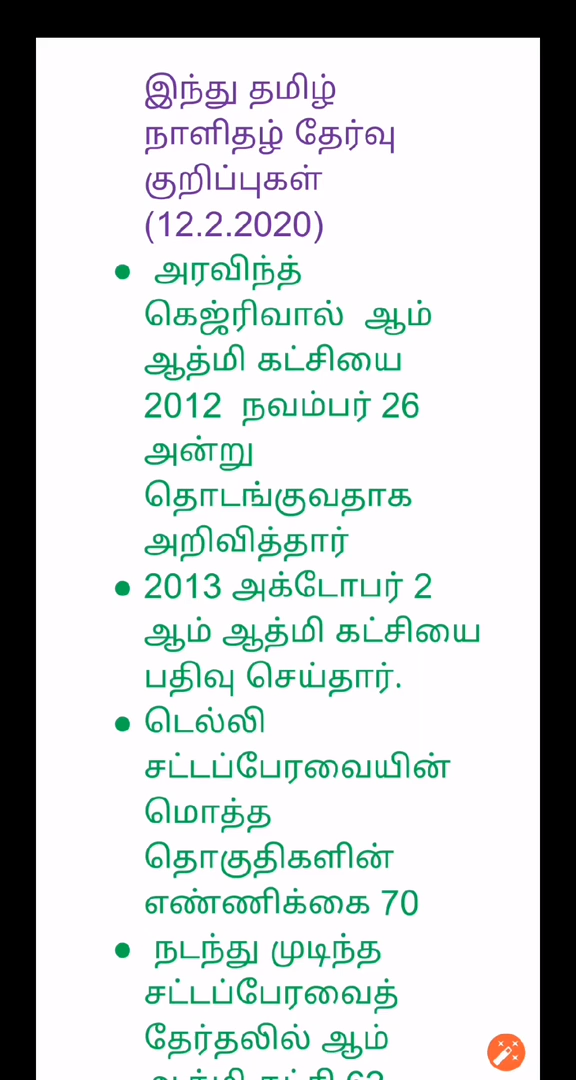 இந்து தமிழ்
நாளிதழ் தேர்வு
குறிப்புகள்
(12.2.2020)
● அரவிந்த்
கெஜ்ரிவால் ஆம்
ஆத்மி கட்சியை
2012 நவம்பர் 26
அன்று
தொடங்குவதாக
அறிவித்தார்
● 2013 அக்டோபர் 2
ஆம் ஆத்மி கட்சியை
பதிவு செய்தார்.
● டெல்லி
சட்டப்பேரவையின்
மொத்த
தொகுதிகளின்
எண்ணிக்கை 70
● நடந்து முடிந்த
சட்டப்பேரவைத்
தேர்தலில் ஆம்